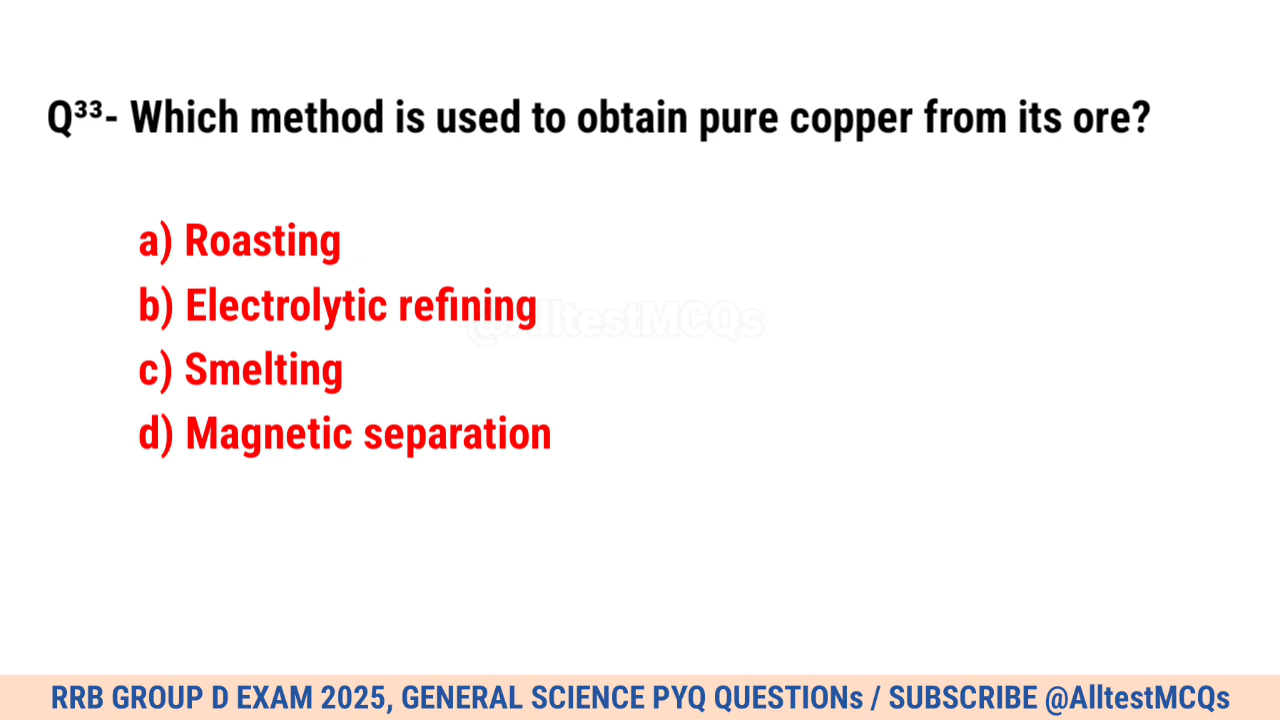 Q³³- Which method is used to obtain pure copper from its ore?
a) Roasting
b) Electrolytic refining
@AlltestMCQs
c) Smelting
d) Magnetic separation
RRB GROUP D EXAM 2025, GENERAL SCIENCE PYQ QUESTIONs / SUBSCRIBE @AlltestMCQs